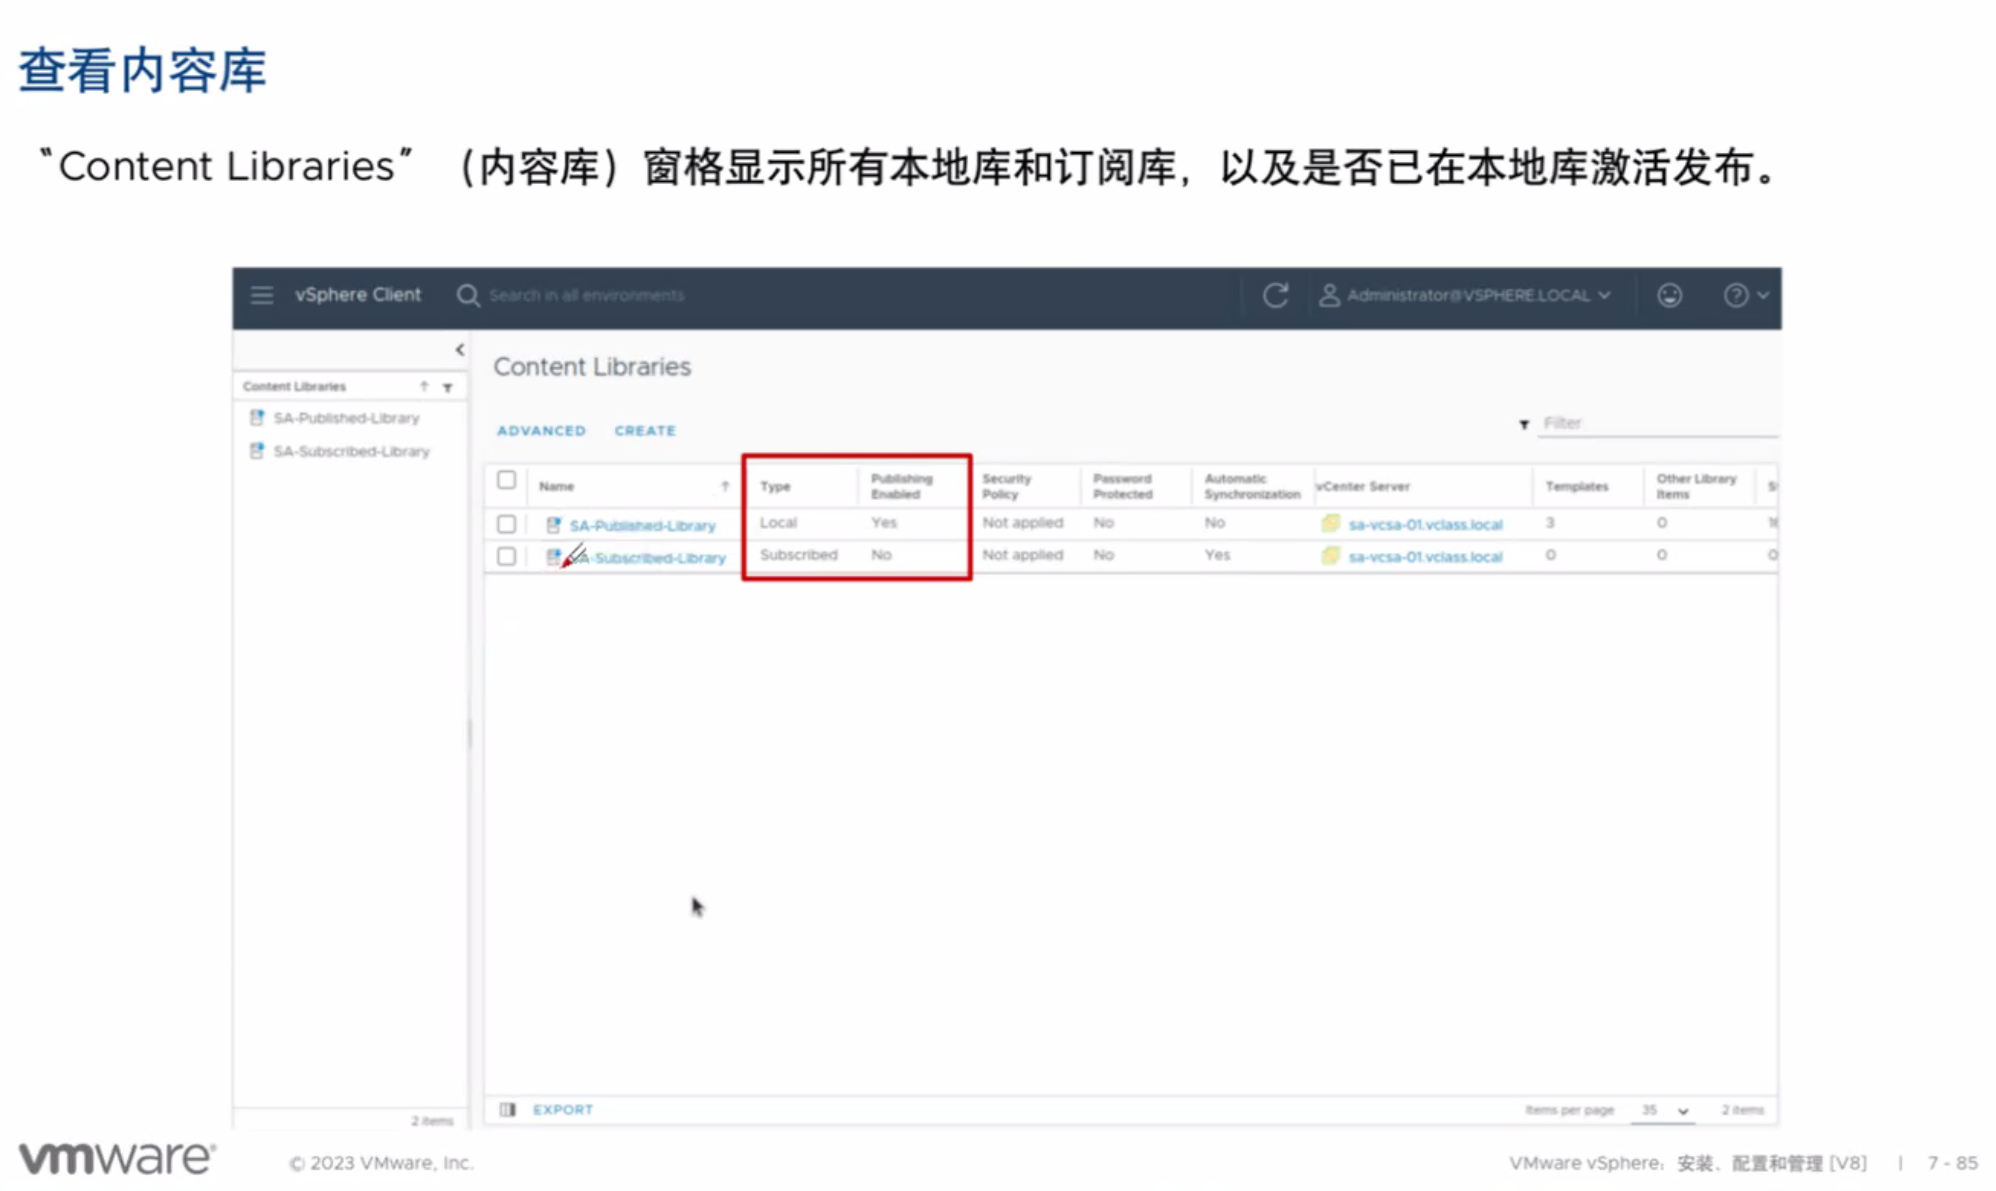 查看内容库
“Content Libraries”（内容库）窗格显示所有本地库和订阅库，以及是否已在本地库激活发布。
vSphere Client
Search in all environments
Administrator@VSPHERE.LOCAL
Content Libraries
SA-Published-Library
SA-Subscribed-Library
2 items
Content Libraries
ADVANCED CREATE
Filter
Name Type Publishing Enabled Security Policy Password Protected Automatic Synchronization vCenter Server Templates Other Library Items
SA-Published-Library Local Yes Not applied No No sa-vcsa-01.vclass.local 3 0
A-Subscribed-Library Subscribed No Not applied No Yes sa-vcsa-01.vclass.local 0 0 0
EXPORT
Items per page 35 2 items
vmware®
© 2023 VMware, Inc.
VMware vSphere：安装、配置和管理 [V8] | 7 - 85